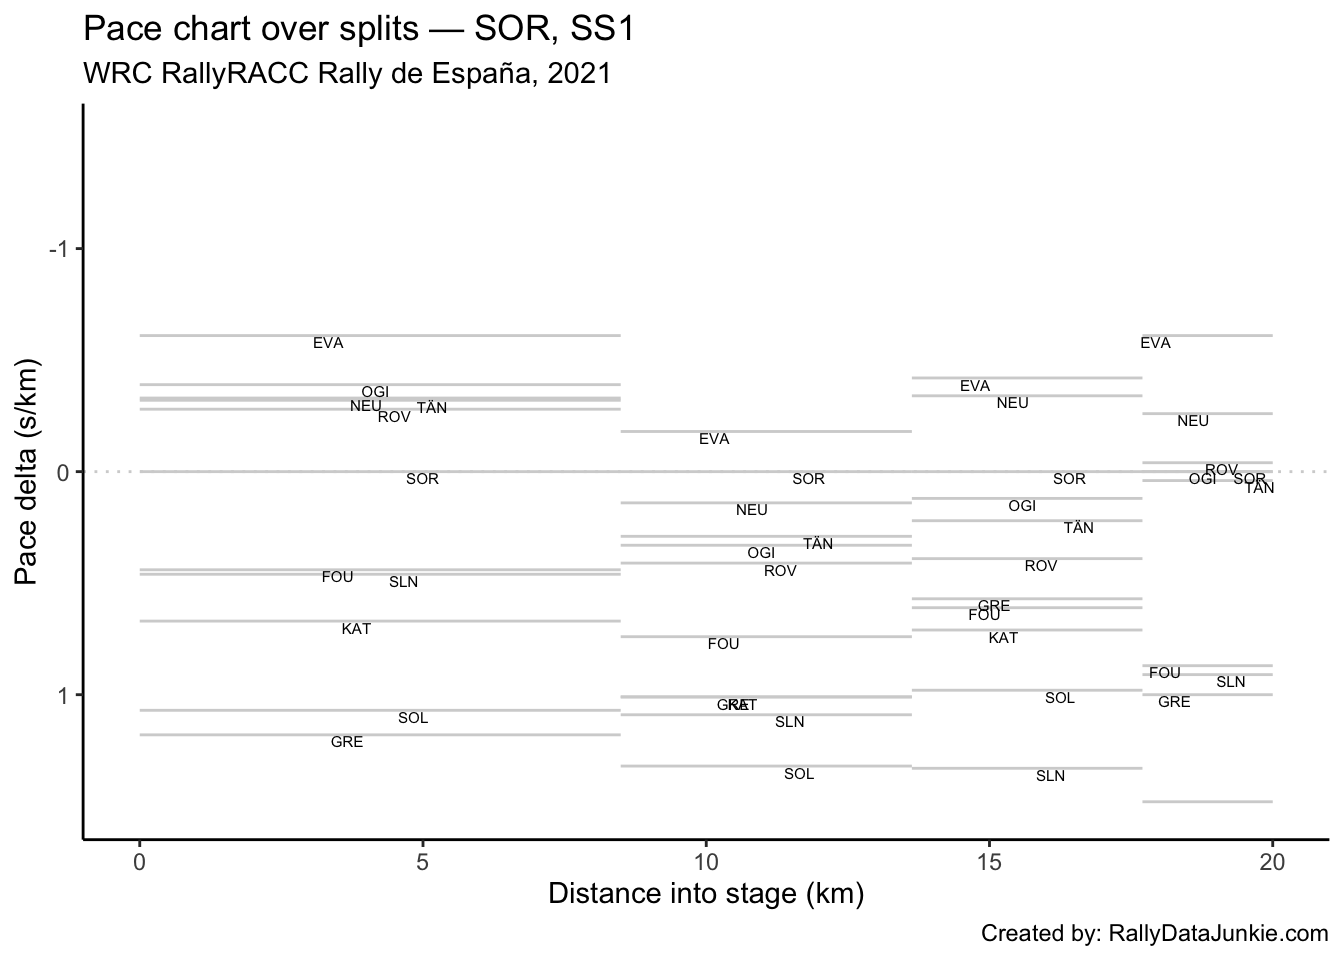 Pace chart over splits — SOR, SS1
WRC RallyRACC Rally de España, 2021
Pace delta (s/km)
-1
0
1
EVA
OGI
NEU TÄN
ROV
SOR
FOU
SLN
KAT
SOL
GRE
EVA
SOR
NEU
TÄN
OGI
ROV
FOU
GRE KAT
SLN
SOL
EVA
NEU
SOR
OGI
TÄN
ROV
GRE
FOU
KAT
SOL
SLN
EVA
NEU
ROV
OGI SOR
TÄN
FOU
SLN
GRE
0 5 10 15 20
Distance into stage (km)
Created by: RallyDataJunkie.com